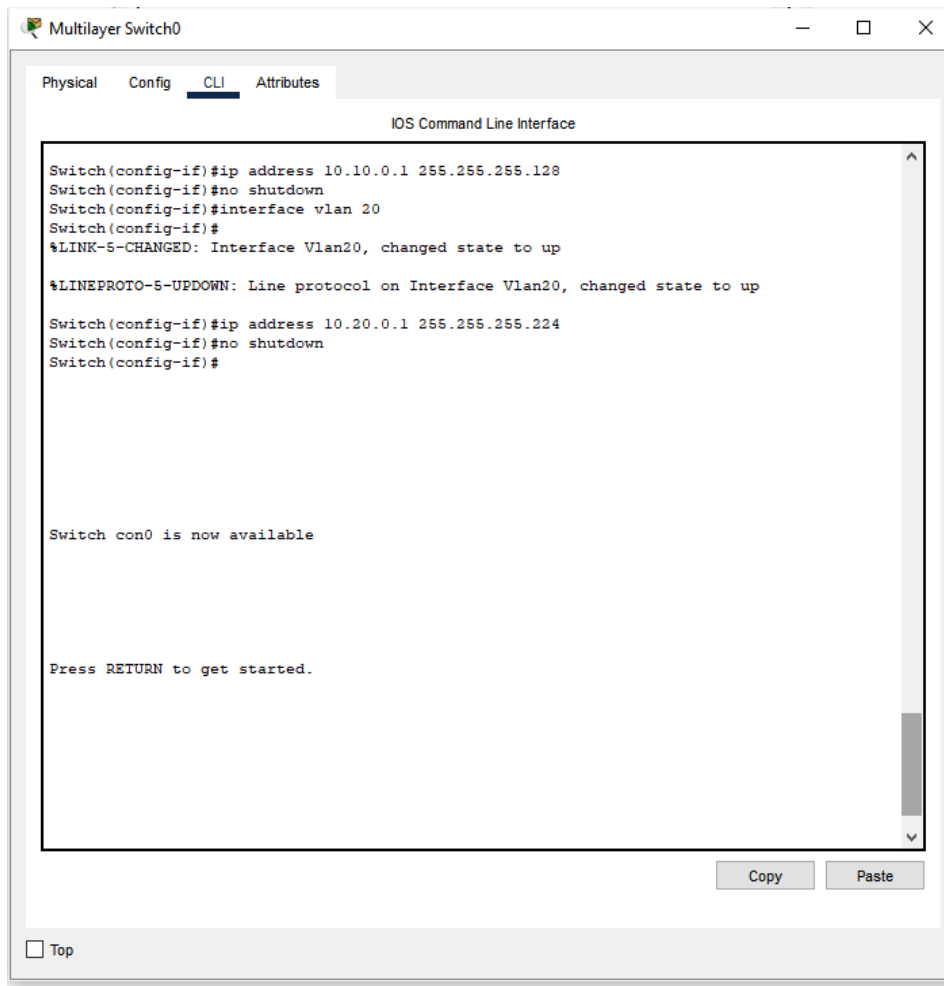 Multilayer Switch0
Physical Config CLI Attributes
IOS Command Line Interface
Switch(config-if)#ip address 10.10.0.1 255.255.255.128
Switch(config-if)#no shutdown
Switch(config-if)#interface vlan 20
Switch(config-if)#
%LINK-5-CHANGED: Interface Vlan20, changed state to up
%LINEPROTO-5-UPDOWN: Line protocol on Interface Vlan20, changed state to up
Switch(config-if)#ip address 10.20.0.1 255.255.255.224
Switch(config-if)#no shutdown
Switch(config-if)#
Switch con0 is now available
Press RETURN to get started.
Copy Paste
Top